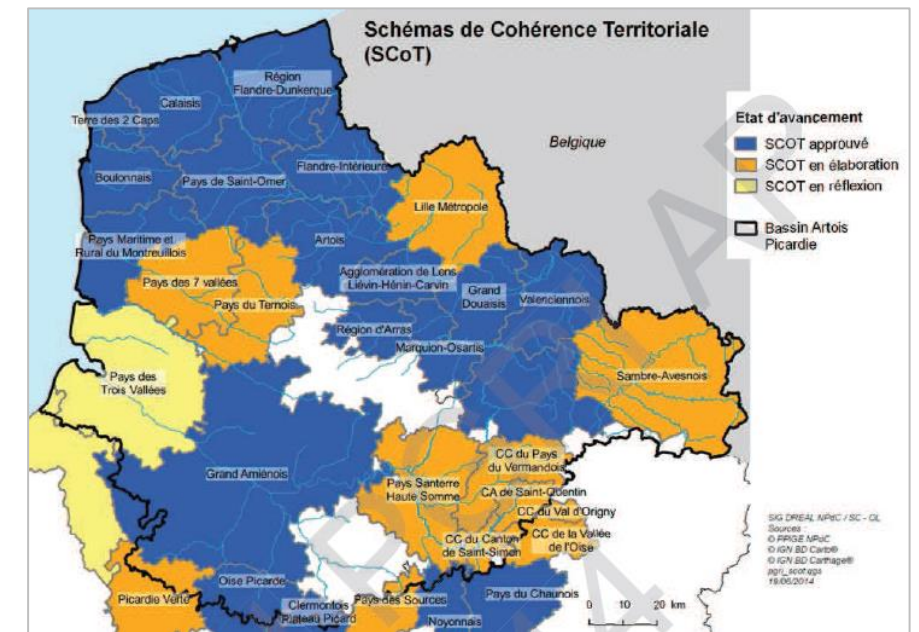 Schémas de Cohérence Territoriale
(SCoT)
Région
Flandre-Dunkerque
Calaisis
Terre des 2 Caps
Belgique
Etat d'avancement
SCOT approuvé
SCOT en élaboration
SCOT en réflexion
Bassin Artois
Picardie
Flandre-Intérieure
Boulonnais
Pays de Saint-Omer
Lille Métropole
Pays Maritime et
Rural du Montreuillois
Artois
Agglomération de Lens
Liévin-Hénin-Carvin
Pays des 7 vallées
Grand
Douaisis
Valenciennois
Pays du Ternois
Région d'Arras
Marquion-Osartis
Pays des
Trois Vallées
Sambre-Avesnois
Grand Amiénois
CC du Pays
du Vermandois
Pays Santerre
Haute Somme
CA de Saint-Quentin
CC du Val d'Origny
CC du Canton
de Saint-Simon
CC de la Vallée
de l'Oise
SIG DREAL NPdC / SC - OL
Sources :
© PPIGE NPdC
© IGN BD Carto®
© IGN BD Carthage®
pgri_scot.qgs
19/06/2014
Oise Picarde
Picardie Verte
Clermontois
Plateau Picard
Pays des Sources
Pays du Chaunois
Noyonnais
0 10 20 km